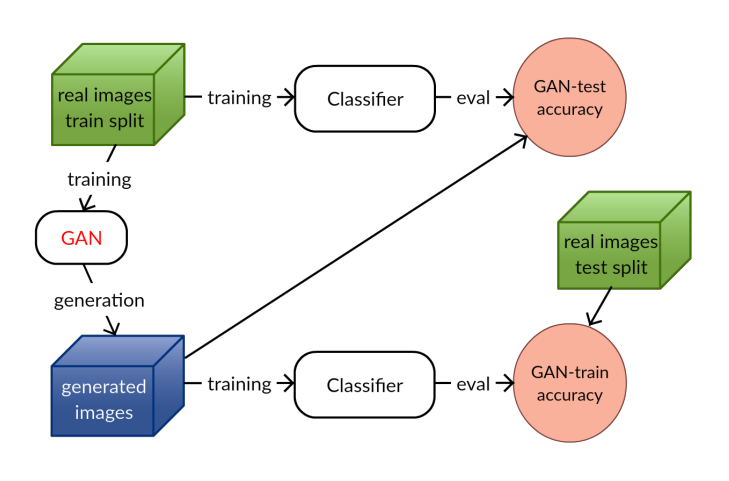 real images
train split
training
Classifier
eval
GAN-test
accuracy
training
GAN
generation
real images
test split
generated
images
training
Classifier
eval
GAN-train
accuracy